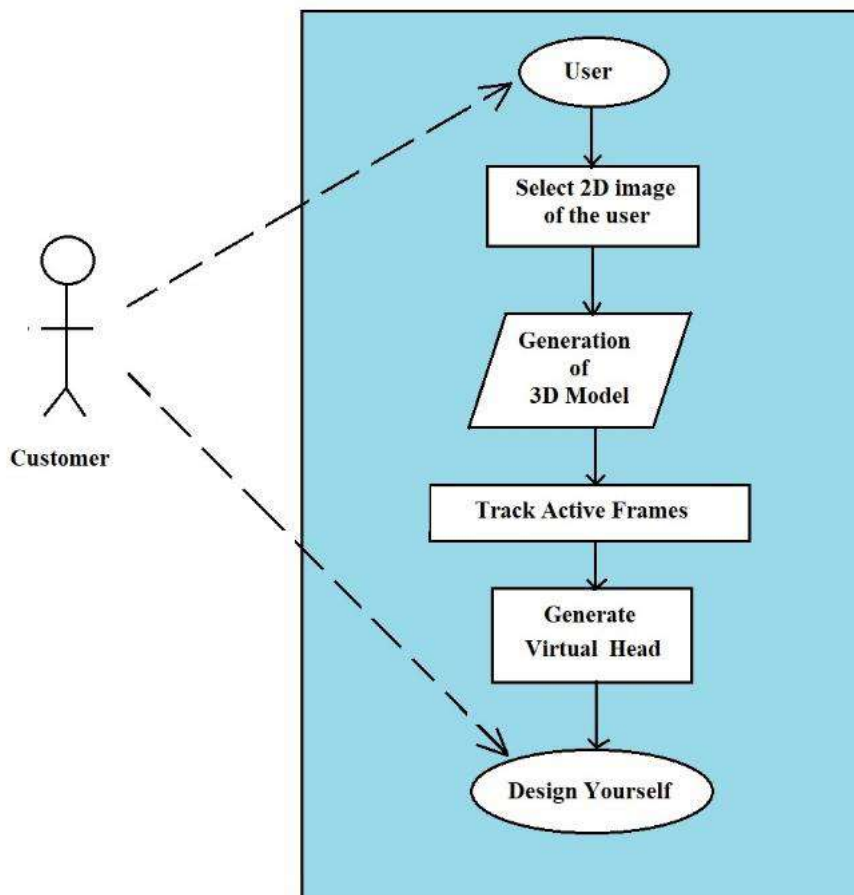 User
Select 2D image
of the user
Generation
of
3D Model
Customer
Track Active Frames
Generate
Virtual Head
Design Yourself